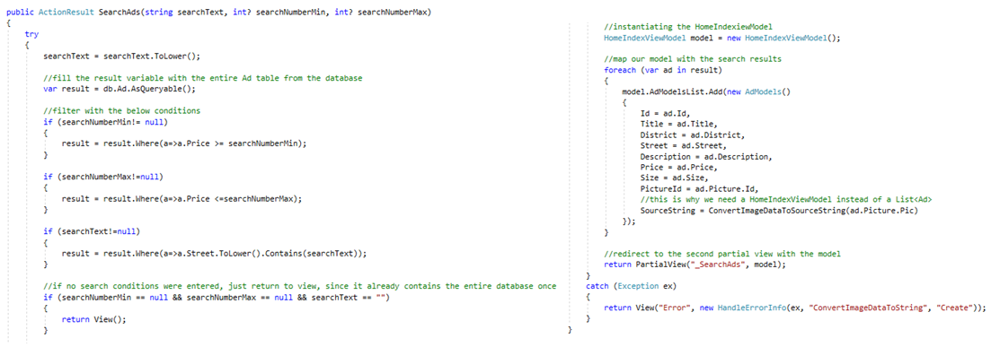 public ActionResult SearchAds(string searchText, int? searchNumberMin, int? searchNumberMax)
{
try
{
searchText = searchText.ToLower();
//fill the result variable with the entire Ad table from the database
var result = db.Ad.AsQueryable();
//filter with the below conditions
if (searchNumberMin!= null)
{
result = result.Where(a=>a.Price >= searchNumberMin);
}
if (searchNumberMax!=null)
{
result = result.Where(a=>a.Price <=searchNumberMax);
}
if (searchText!=null)
{
result = result.Where(a=>a.Street.ToLower().Contains(searchText));
}
//if no search conditions were entered, just return to view, since it already contains the entire database once
if (searchNumberMin == null && searchNumberMax == null && searchText == "")
{
return View();
}
//instantiating the HomeIndexiewModel
HomeIndexViewModel model = new HomeIndexViewModel();
//map our model with the search results
foreach (var ad in result)
{
model.AdModelsList.Add(new AdModels()
{
Id = ad.Id,
Title = ad.Title,
District = ad.District,
Street = ad.Street,
Description = ad.Description,
Price = ad.Price,
Size = ad.Size,
PictureId = ad.Picture.Id,
//this is why we need a HomeIndexViewModel instead of a List<Ad>
SourceString = ConvertImageDataToSourceString(ad.Picture.Pic)
});
}
//redirect to the second partial view with the model
return PartialView("_SearchAds", model);
}
catch (Exception ex)
{
return View("Error", new HandleErrorInfo(ex, "ConvertImageDataToString", "Create"));
}
}